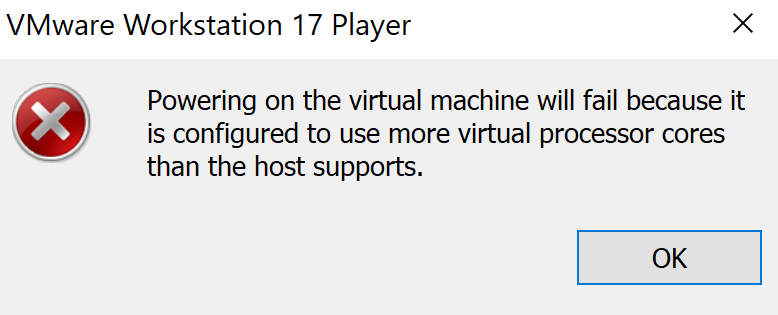 VMware Workstation 17 Player
Powering on the virtual machine will fail because it
is configured to use more virtual processor cores
than the host supports.
OK